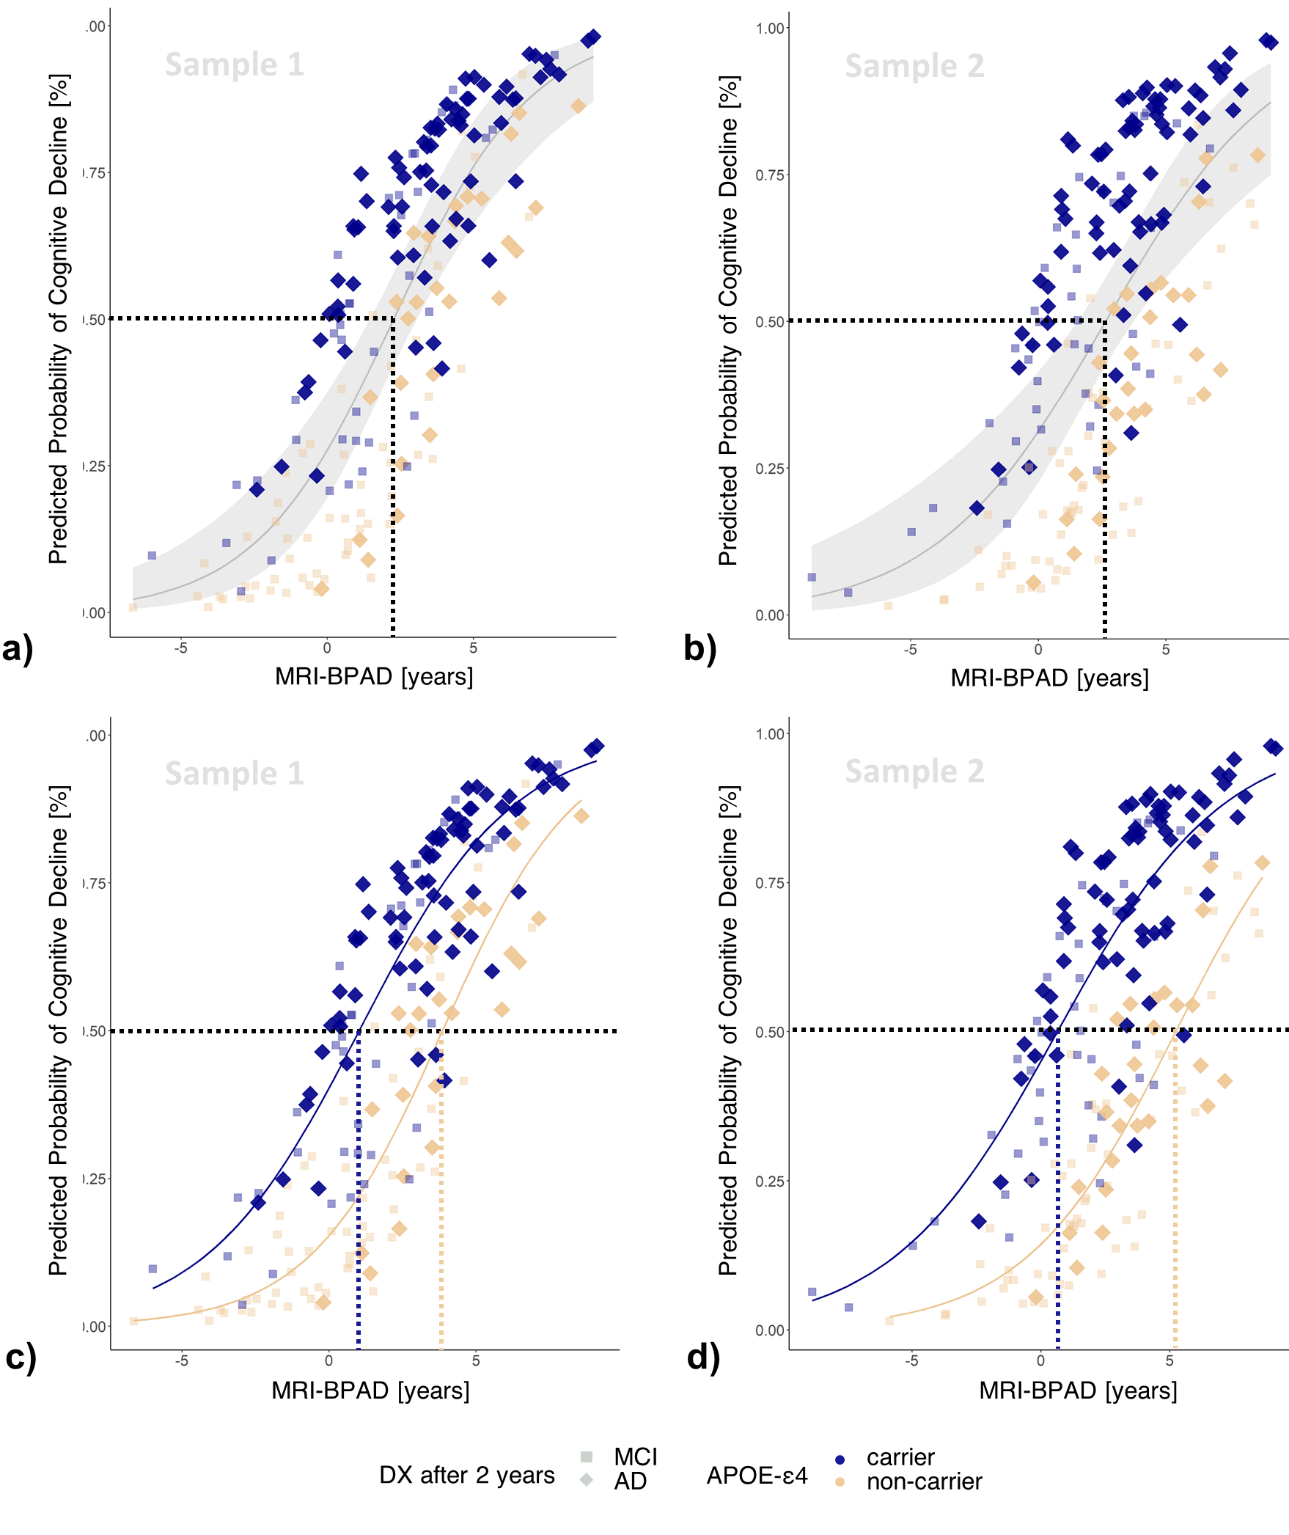 Sample 1
Predicted Probability of Cognitive Decline [%]
.00
.75
.50
.25
.00
-5 0 5
MRI-BPAD [years]
a)
Sample 2
Predicted Probability of Cognitive Decline [%]
1.00
0.75
0.50
0.25
0.00
-5 0 5
MRI-BPAD [years]
b)
Sample 1
Predicted Probability of Cognitive Decline [%]
.00
.75
.50
.25
.00
-5 0 5
MRI-BPAD [years]
c)
Sample 2
Predicted Probability of Cognitive Decline [%]
1.00
0.75
0.50
0.25
0.00
-5 0 5
MRI-BPAD [years]
d)
DX after 2 years
MCI
AD
APOE-ε4
carrier
non-carrier